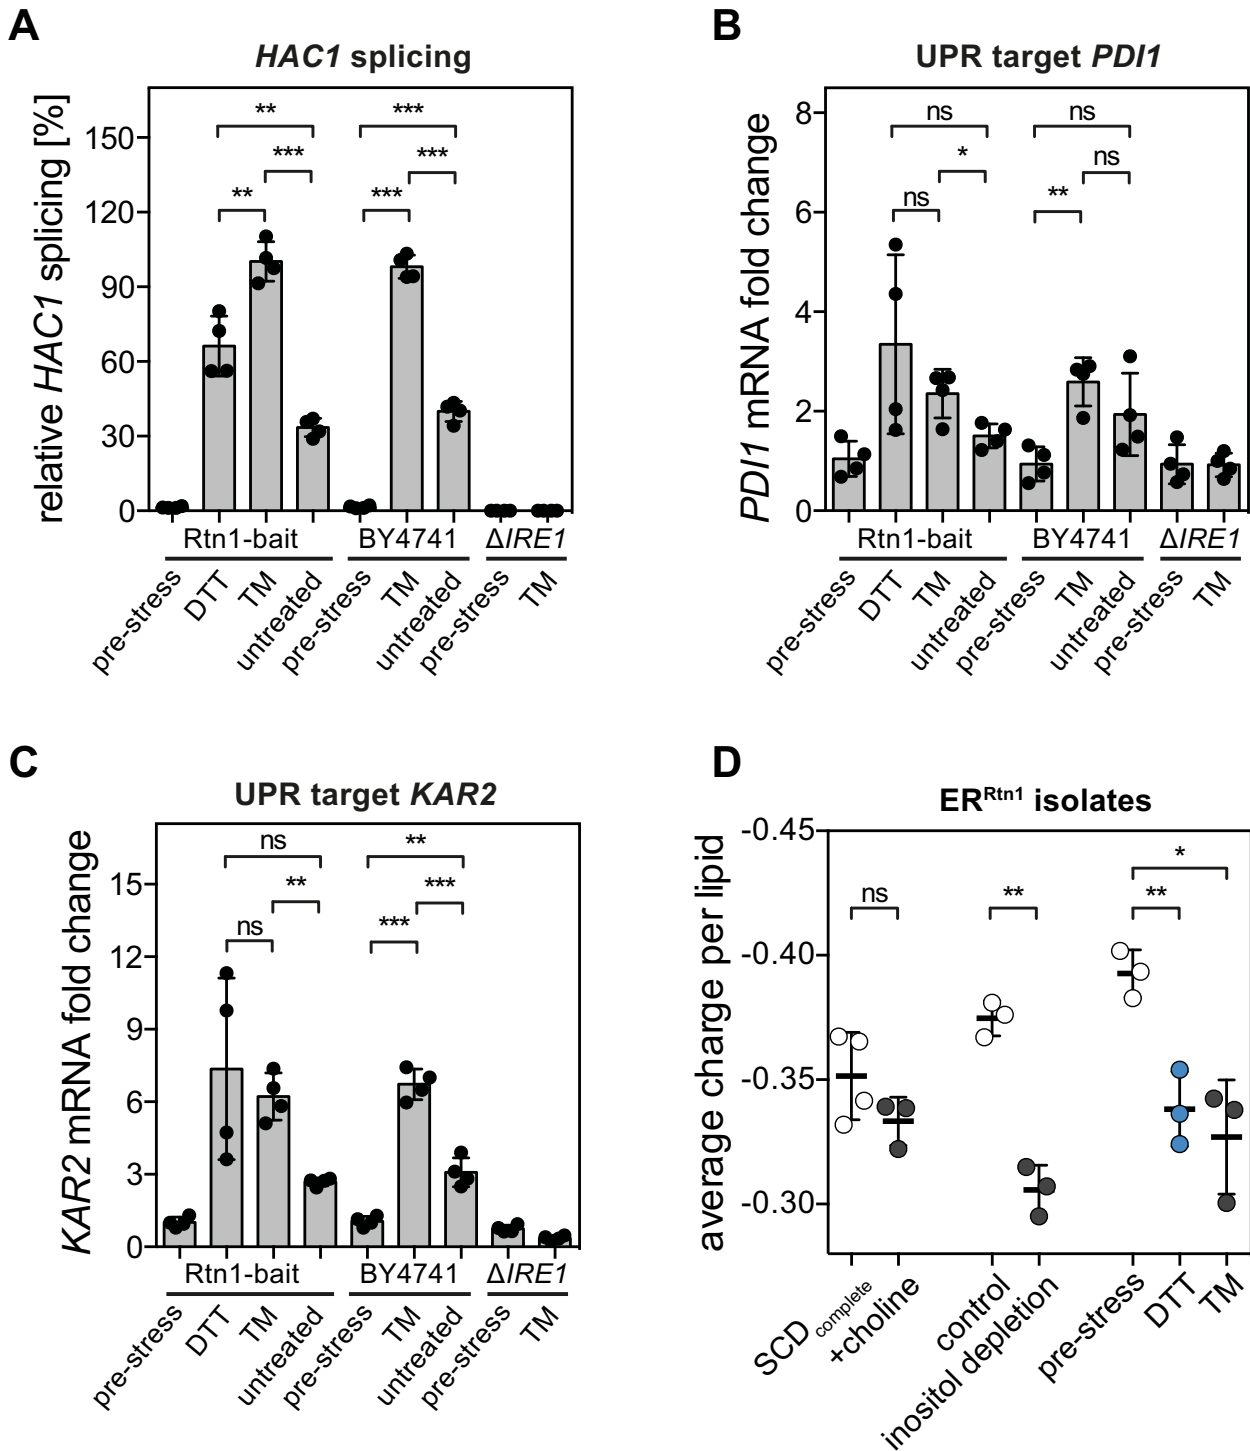 A
HAC1 splicing
relative HAC1 splicing [%]
150
120
90
60
30
0
**
***
**
***
***
***
Rtn1-bait
BY4741
ΔIRE1
pre-stress
DTT
TM
untreated
pre-stress
TM
untreated
pre-stress
TM
B
UPR target PDI1
PDI1 mRNA fold change
8
6
4
2
0
ns
*
ns
ns
ns
**
Rtn1-bait
BY4741
ΔIRE1
pre-stress
DTT
TM
untreated
pre-stress
TM
untreated
pre-stress
TM
C
UPR target KAR2
KAR2 mRNA fold change
15
12
9
6
3
0
ns
**
ns
**
***
***
Rtn1-bait
BY4741
ΔIRE1
pre-stress
DTT
TM
untreated
pre-stress
TM
untreated
pre-stress
TM
D
ERRtn1 isolates
average charge per lipid
-0.45
-0.40
-0.35
-0.30
ns
**
*
**
SCD complete
+choline
control
inositol depletion
pre-stress
DTT
TM